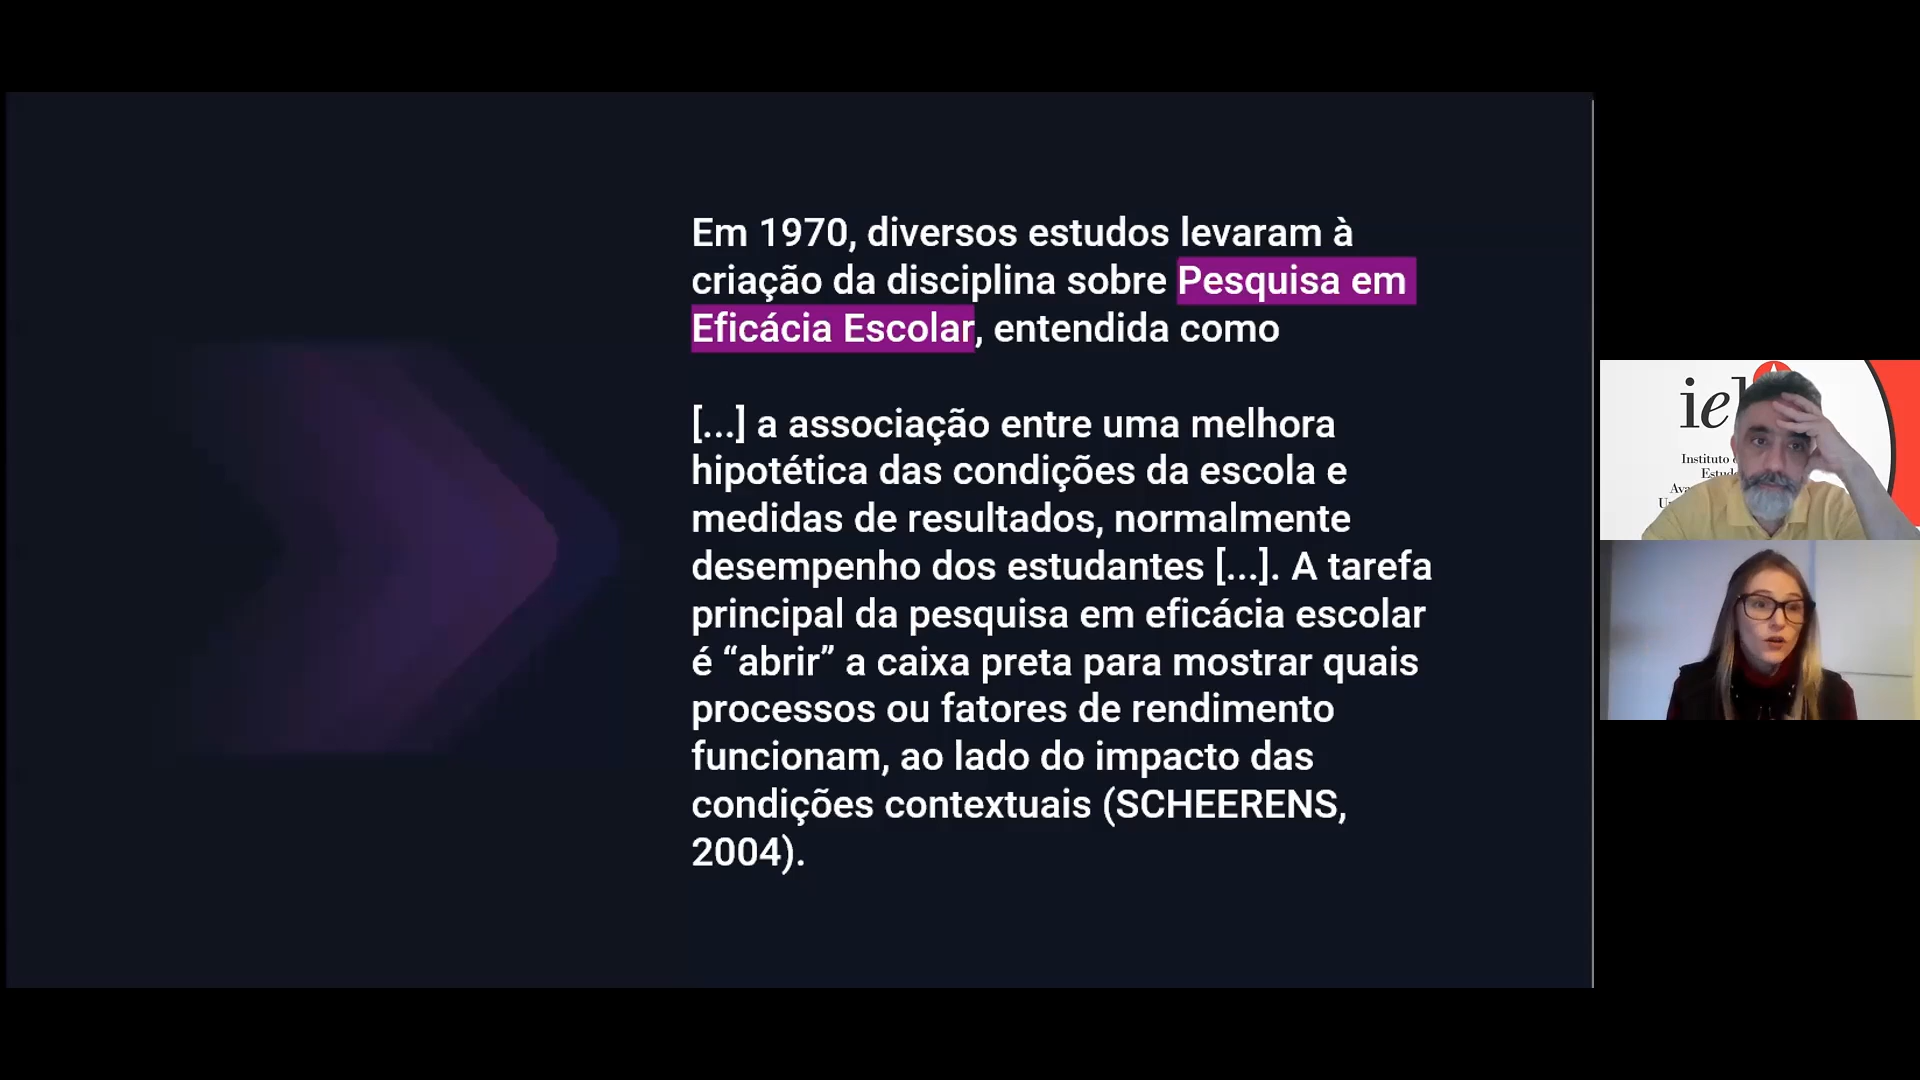 Em 1970, diversos estudos levaram à
criação da disciplina sobre Pesquisa em
Eficácia Escolar, entendida como
[...] a associação entre uma melhora
hipotética das condições da escola e
medidas de resultados, normalmente
desempenho dos estudantes [...]. A tarefa
principal da pesquisa em eficácia escolar
é “abrir” a caixa preta para mostrar quais
processos ou fatores de rendimento
funcionam, ao lado do impacto das
condições contextuais (SCHEERENS,
2004).
Instituto